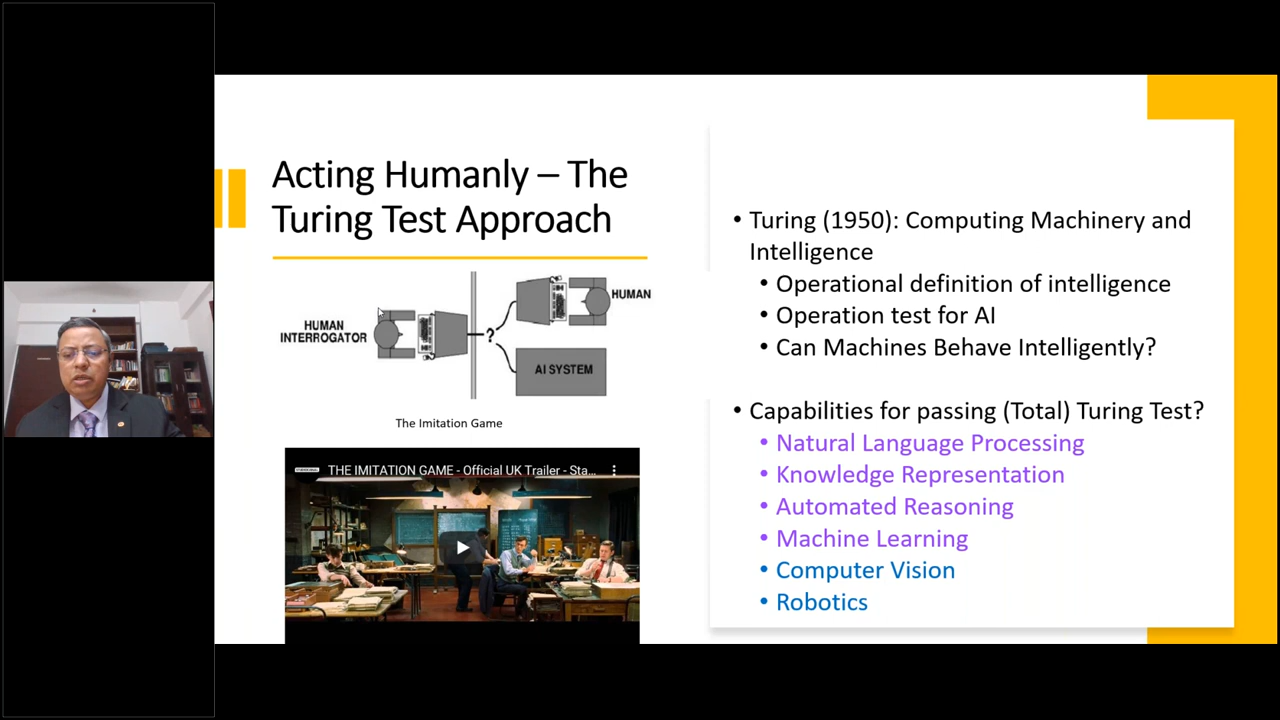 Acting Humanly – The
Turing Test Approach
HUMAN
INTERROGATOR
?
HUMAN
AI SYSTEM
The Imitation Game
THE IMITATION GAME - Official UK Trailer - Sta...
• Turing (1950): Computing Machinery and
Intelligence
• Operational definition of intelligence
• Operation test for AI
• Can Machines Behave Intelligently?
• Capabilities for passing (Total) Turing Test?
• Natural Language Processing
• Knowledge Representation
• Automated Reasoning
• Machine Learning
• Computer Vision
• Robotics